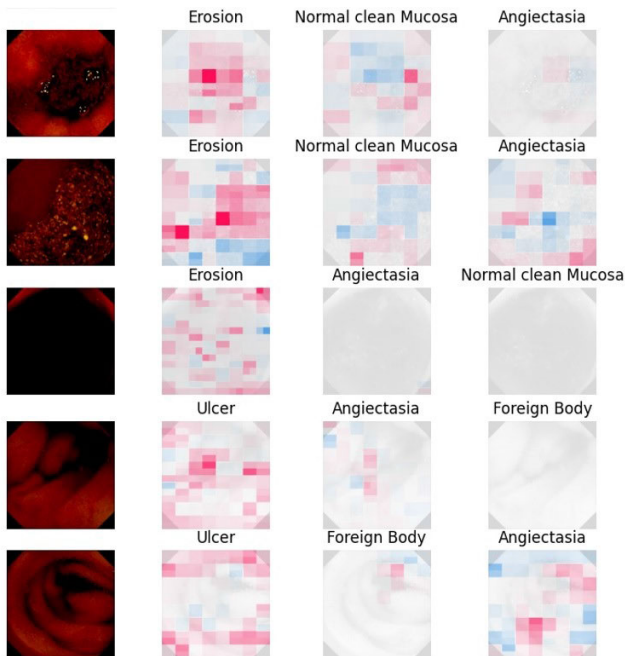 Erosion Normal clean Mucosa Angiectasia
Erosion Normal clean Mucosa Angiectasia
Erosion Angiectasia Normal clean Mucosa
Ulcer Angiectasia Foreign Body
Ulcer Foreign Body Angiectasia